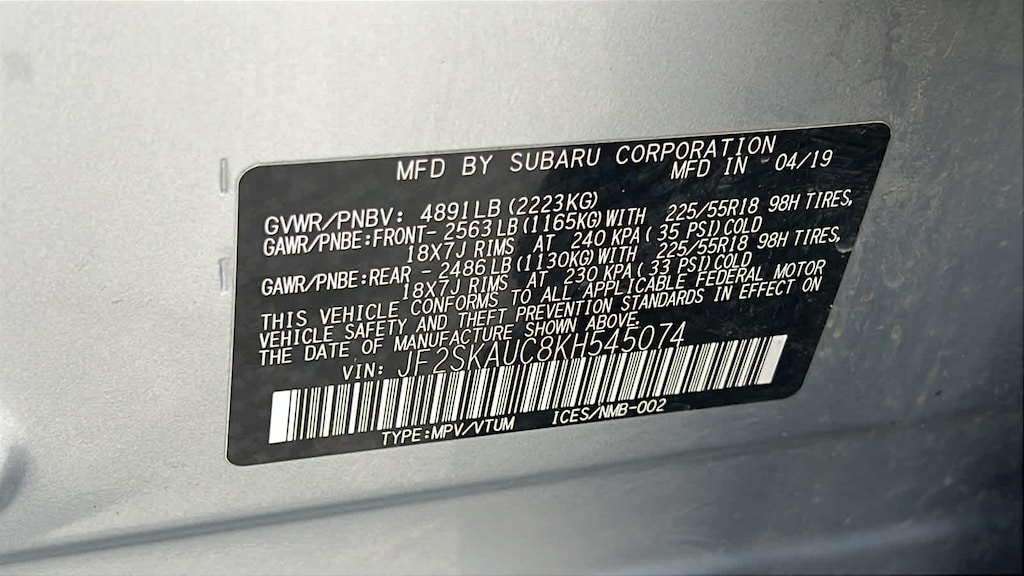 MFD BY SUBARU CORPORATION
MFD IN 04/19
GVWR/PNBV: 4891LB (2223KG)
GAWR/PNBE:FRONT- 2563LB(1165KG)WITH 225/55R18 98H TIRES,
18X7J RIMS AT 240 KPA( 35 PSI)COLD
GAWR/PNBE:REAR - 2486LB(1130KG)WITH 225/55R18 98H TIRES,
18X7J RIMS AT 230 KPA( 33 PSI)COLD
THIS VEHICLE CONFORMS TO ALL APPLICABLE FEDERAL MOTOR
VEHICLE SAFETY AND THEFT PREVENTION STANDARDS IN EFFECT ON
THE DATE OF MANUFACTURE SHOWN ABOVE.
VIN: JF2SKAUC8KH545074
TYPE:MPV/VTUM ICES/NMB-002